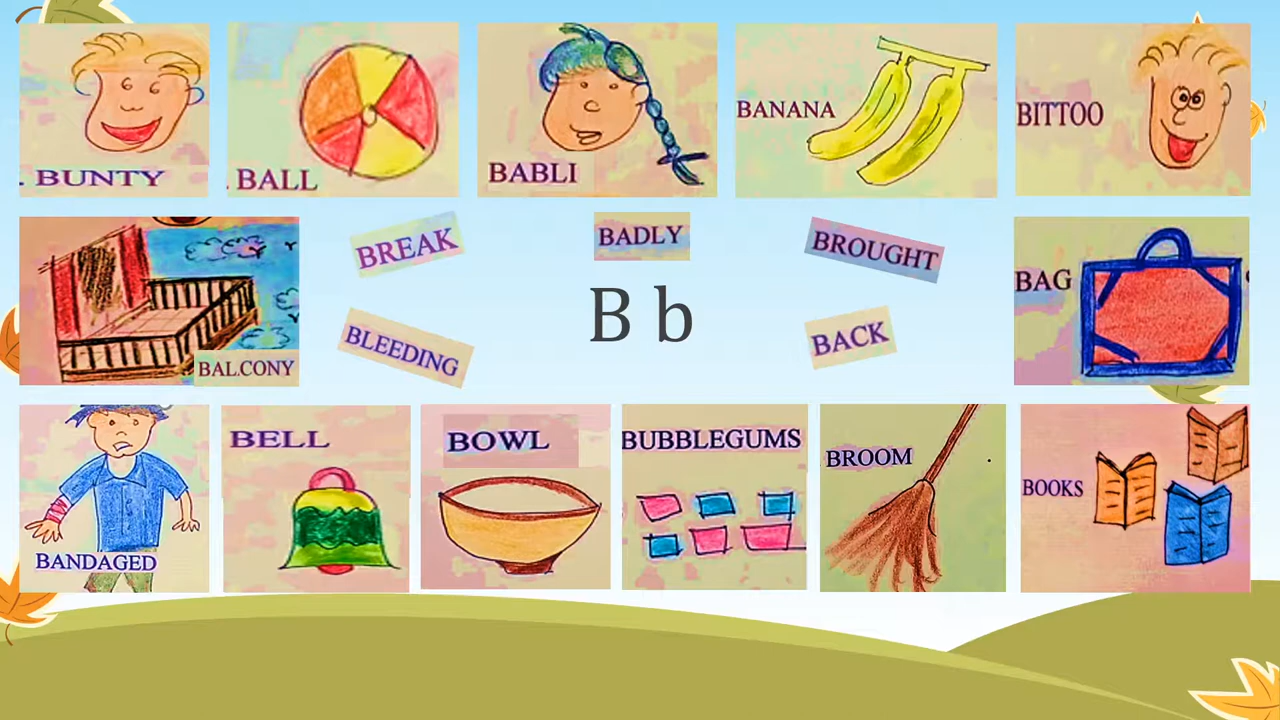 . BUNTY
. BALL
BABLI
BANANA
BITTOO
BALCONY
BREAK
BADLY
BROUGHT
BAG
BLEEDING
B b
BACK
BANDAGED
BELL
BOWL
BUBBLEGUMS
BROOM
BOOKS